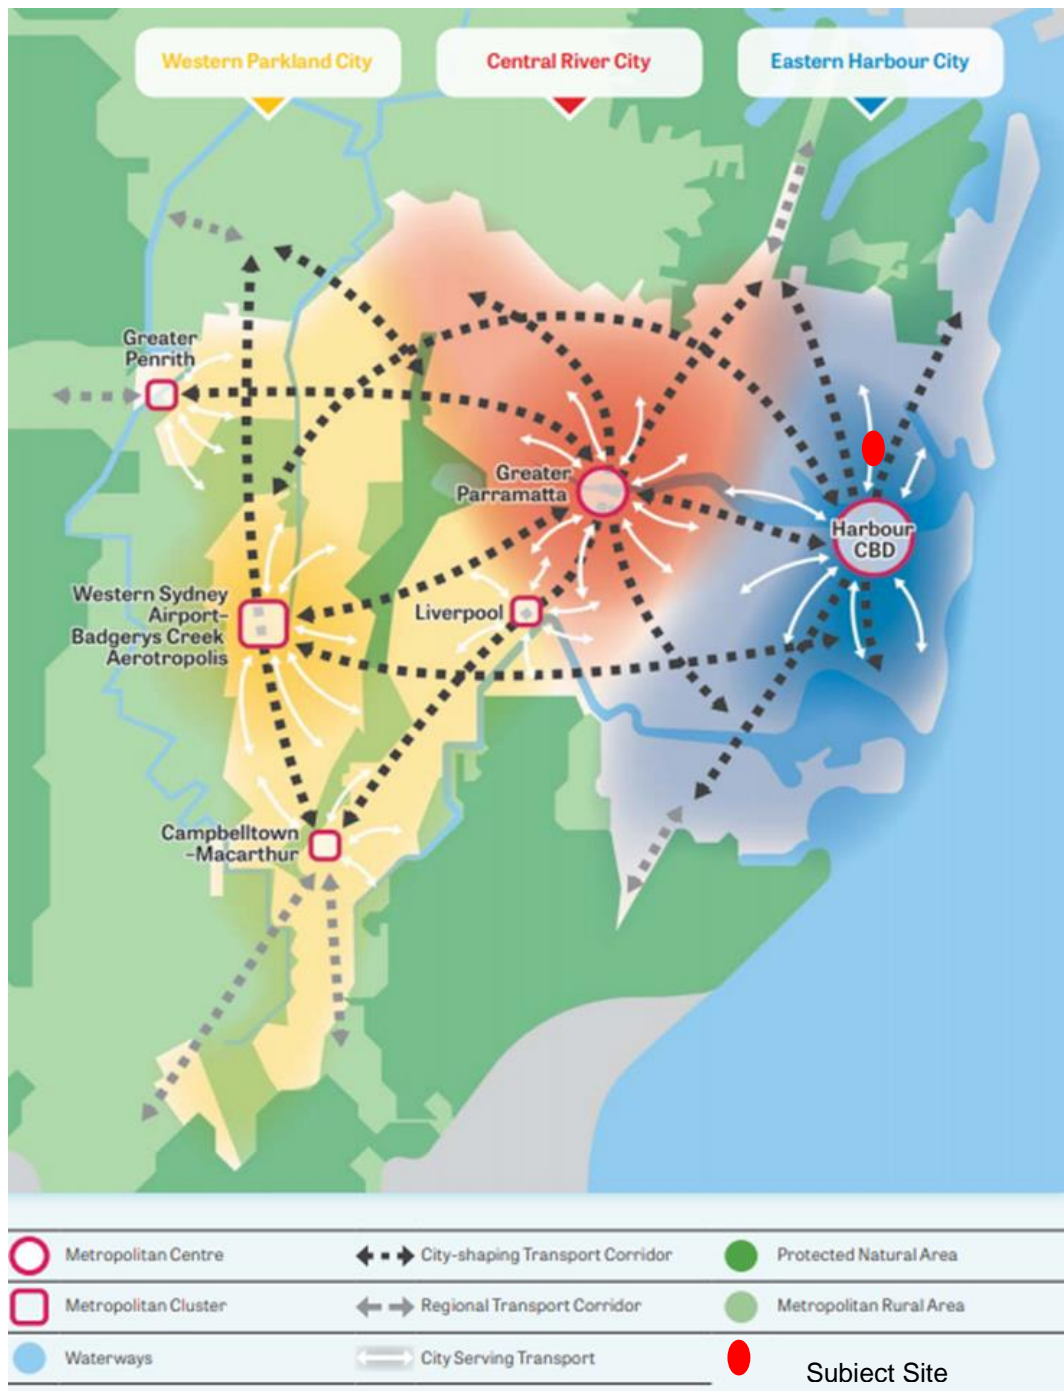 Western Parkland City
Central River City
Eastern Harbour City
Greater
Penrith
Greater
Parramatta
Harbour
CBD
Western Sydney
Airport–
Badgerys Creek
Aerotropolis
Liverpool
Campbelltown
–Macarthur
Metropolitan Centre
City-shaping Transport Corridor
Protected Natural Area
Metropolitan Cluster
Regional Transport Corridor
Metropolitan Rural Area
Waterways
City Serving Transport
Subject Site